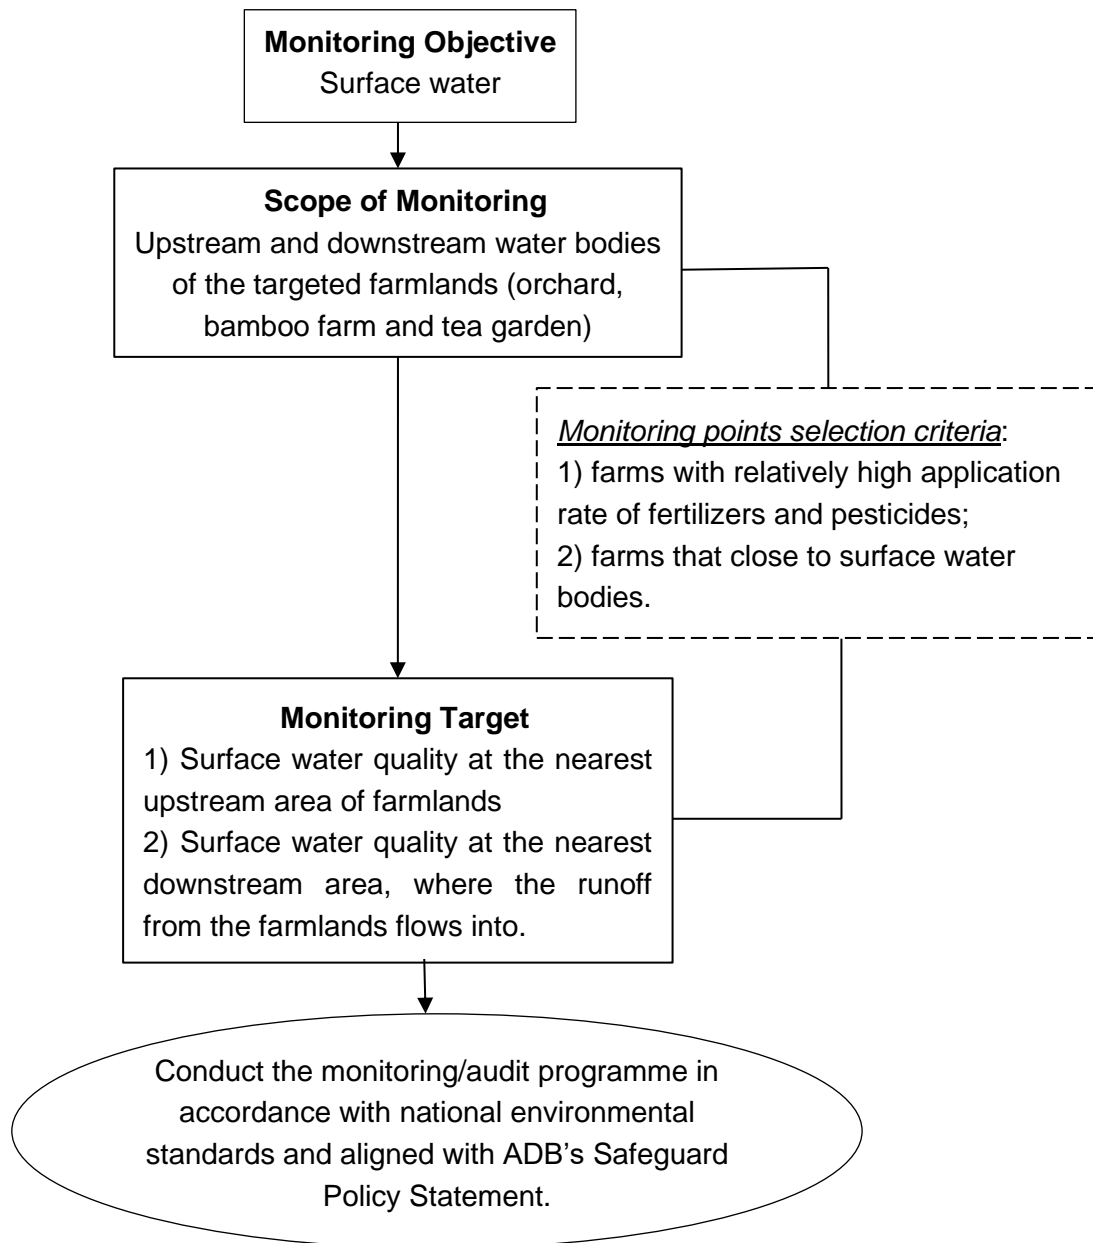 Monitoring Objective
Surface water
Scope of Monitoring
Upstream and downstream water bodies
of the targeted farmlands (orchard,
bamboo farm and tea garden)
Monitoring points selection criteria:
1) farms with relatively high application
rate of fertilizers and pesticides;
2) farms that close to surface water
bodies.
Monitoring Target
1) Surface water quality at the nearest
upstream area of farmlands
2) Surface water quality at the nearest
downstream area, where the runoff
from the farmlands flows into.
Conduct the monitoring/audit programme in
accordance with national environmental
standards and aligned with ADB’s Safeguard
Policy Statement.